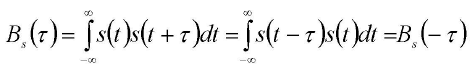 B_s(τ) = ∫_{-∞}^{∞} s(t)s(t + τ)dt = ∫_{-∞}^{∞} s(t − τ)s(t)dt = B_s(−τ)